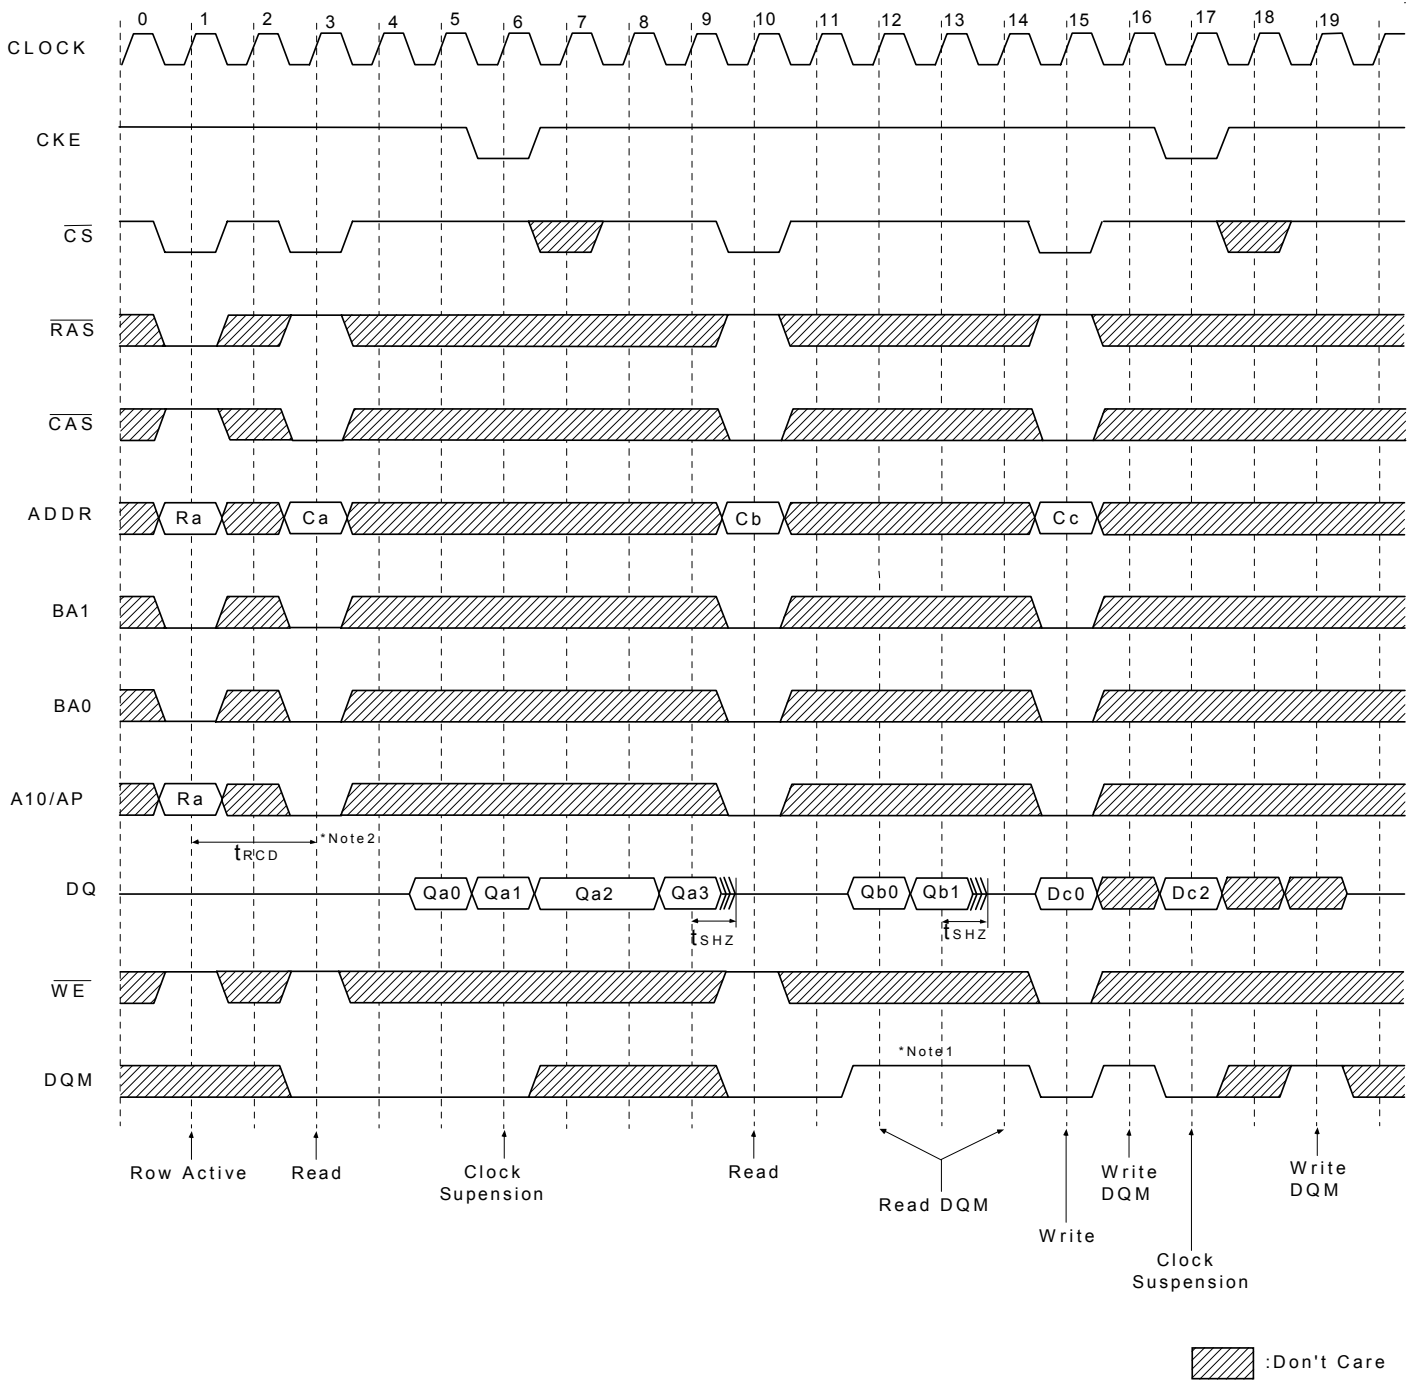 0 1 2 3 4 5 6 7 8 9 10 11 12 13 14 15 16 17 18 19
CLOCK
CKE
CS
RAS
CAS
ADDR Ra Ca Cb Cc
BA1
BA0
A10/AP Ra
tRCD *Note2
DQ Qa0 Qa1 Qa2 Qa3 Qb0 Qb1 Dc0 Dc2
tSHZ tSHZ
WE
*Note1
DQM
Row Active Read Clock Supension Read Read DQM Write Write DQM Clock Suspension Write DQM
:Don't Care